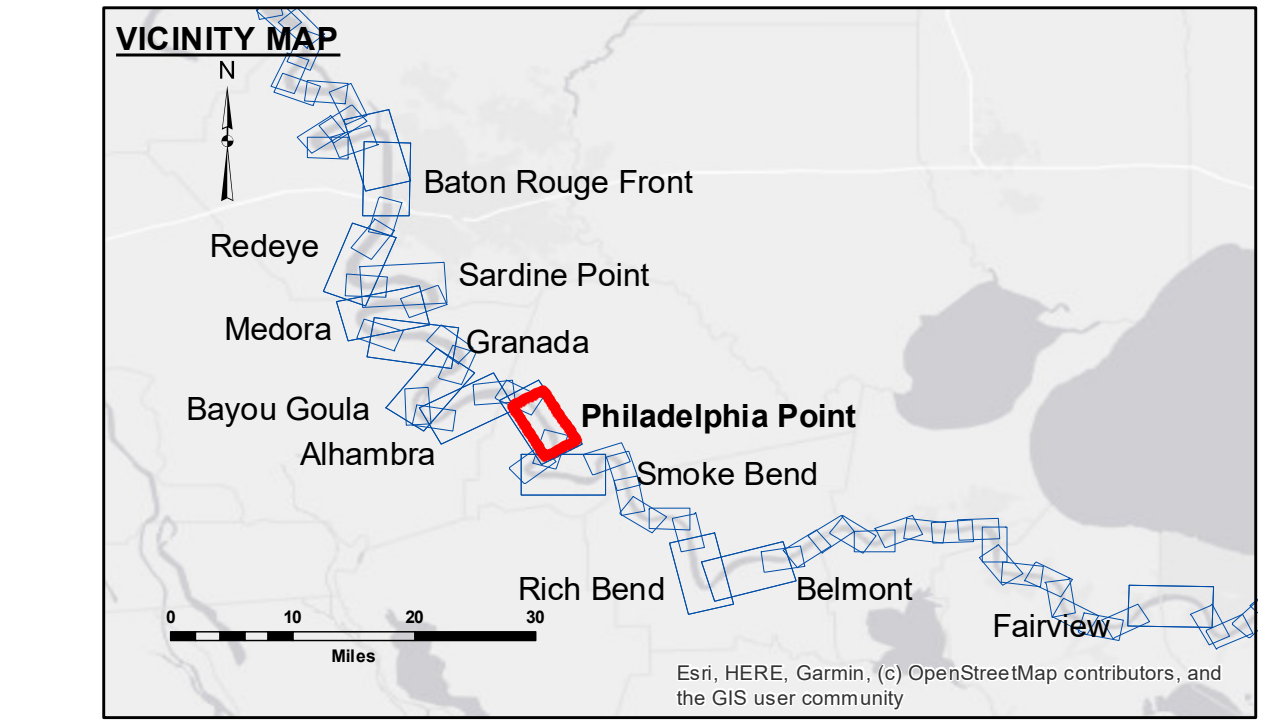 VICINITY MAP
N
Baton Rouge Front
Redeye
Sardine Point
Medora
Granada
Bayou Goula
Philadelphia Point
Alhambra
Smoke Bend
Rich Bend
Belmont
Fairview
0 10 20 30
Miles
Esri, HERE, Garmin, (c) OpenStreetMap contributors, and
the GIS user community